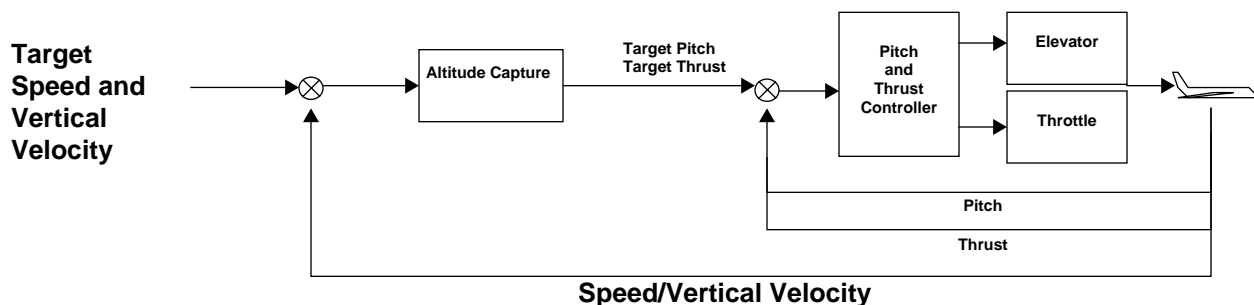 Target
Speed and
Vertical
Velocity
Altitude Capture
Target Pitch
Target Thrust
Pitch
and
Thrust
Controller
Elevator
Throttle
Pitch
Thrust
Speed/Vertical Velocity